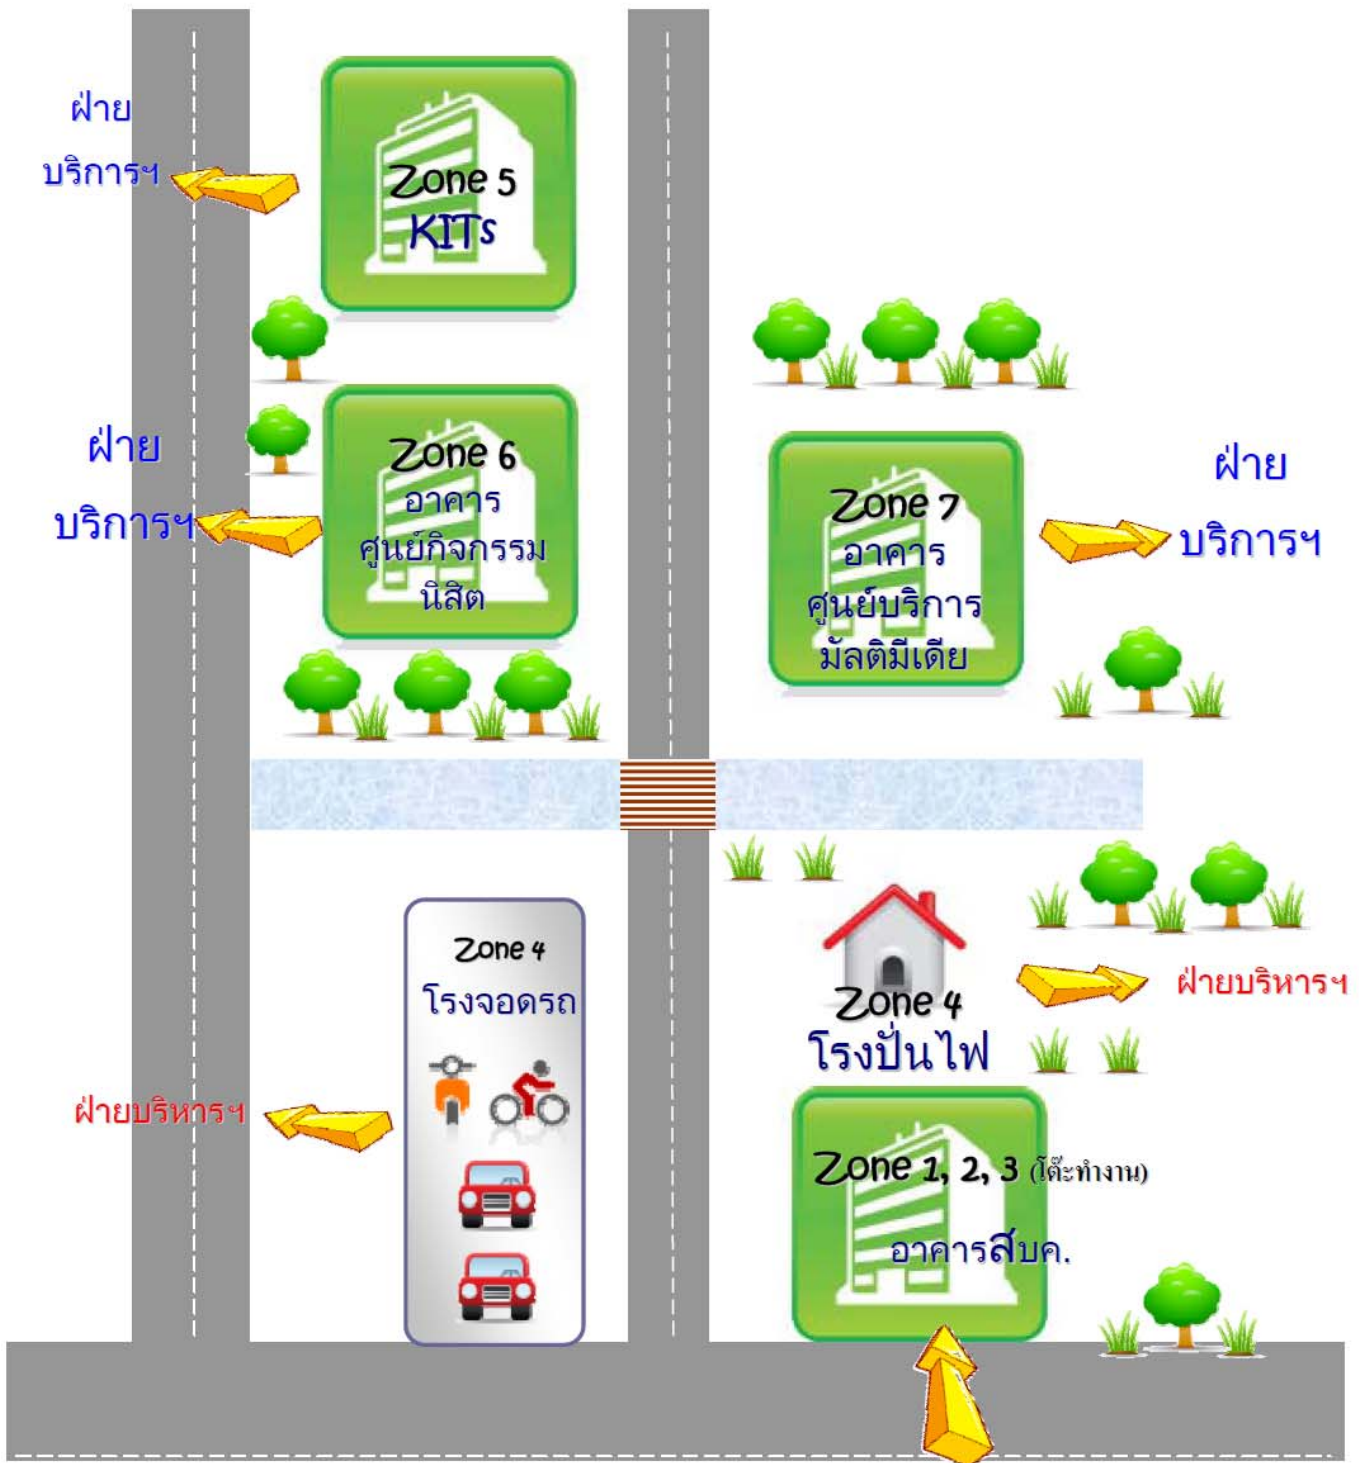 ฝ่าย
บริการฯ
Zone 5
KITs
ฝ่าย
บริการฯ
Zone 6
อาคาร
ศูนย์กิจกรรม
นิสิต
Zone 7
อาคาร
ศูนย์บริการ
มัลติมีเดีย
ฝ่าย
บริการฯ
Zone 4
โรงจอดรถ
ฝ่ายบริหารฯ
Zone 4
โรงปั่นไฟ
ฝ่ายบริหารฯ
Zone 1, 2, 3 (โต๊ะทำงาน)
อาคารสบค.